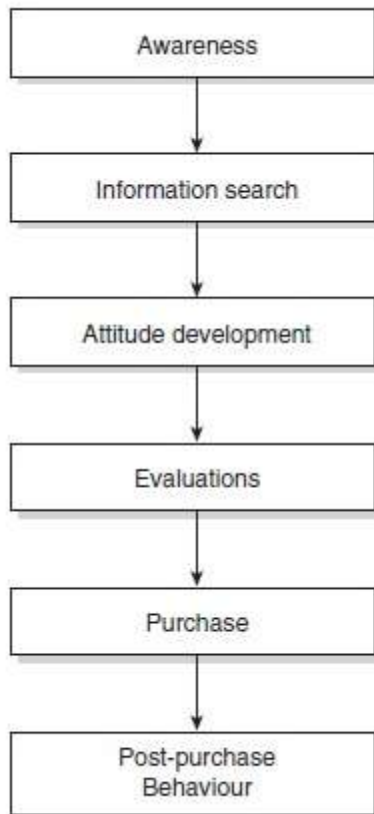 Awareness
Information search
Attitude development
Evaluations
Purchase
Post-purchase
Behaviour